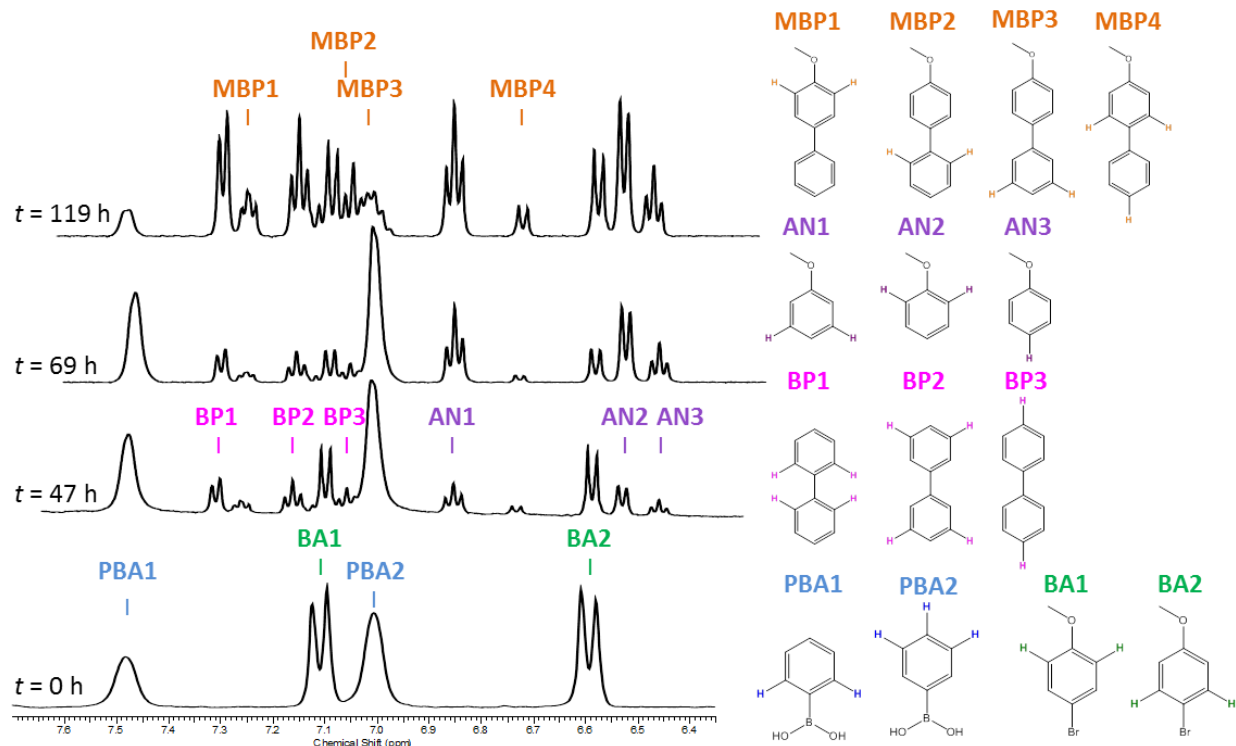 MBP2
MBP1
MBP3
MBP4
t = 119 h
t = 69 h
BP1
BP2
BP3
AN1
AN2
AN3
t = 47 h
PBA1
BA1
PBA2
BA2
t = 0 h
7.6
7.5
7.4
7.3
7.2
7.1
7.0
6.9
6.8
6.7
6.6
6.5
6.4
Chemical Shift (ppm)
MBP1
MBP2
MBP3
MBP4
O
O
O
O
H
H
H
H
H
H
H
H
H
AN1
AN2
AN3
O
O
O
H
H
H
H
H
BP1
BP2
BP3
H
H
H
H
H
H
H
H
H
H
PBA1
PBA2
BA1
BA2
H
H
B
HO
OH
H
H
H
B
HO
OH
O
H
H
Br
O
H
H
Br